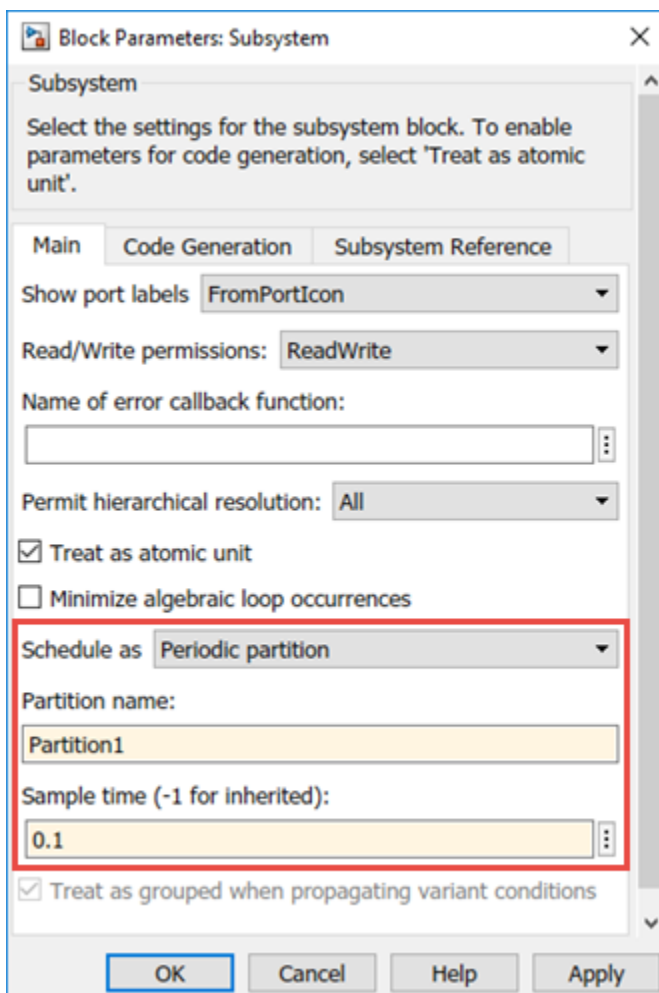 Block Parameters: Subsystem
Subsystem
Select the settings for the subsystem block. To enable
parameters for code generation, select 'Treat as atomic
unit'.
Main Code Generation Subsystem Reference
Show port labels FromPortIcon
Read/Write permissions: ReadWrite
Name of error callback function:
Permit hierarchical resolution: All
Treat as atomic unit
Minimize algebraic loop occurrences
Schedule as Periodic partition
Partition name:
Partition1
Sample time (-1 for inherited):
0.1
Treat as grouped when propagating variant conditions
OK Cancel Help Apply